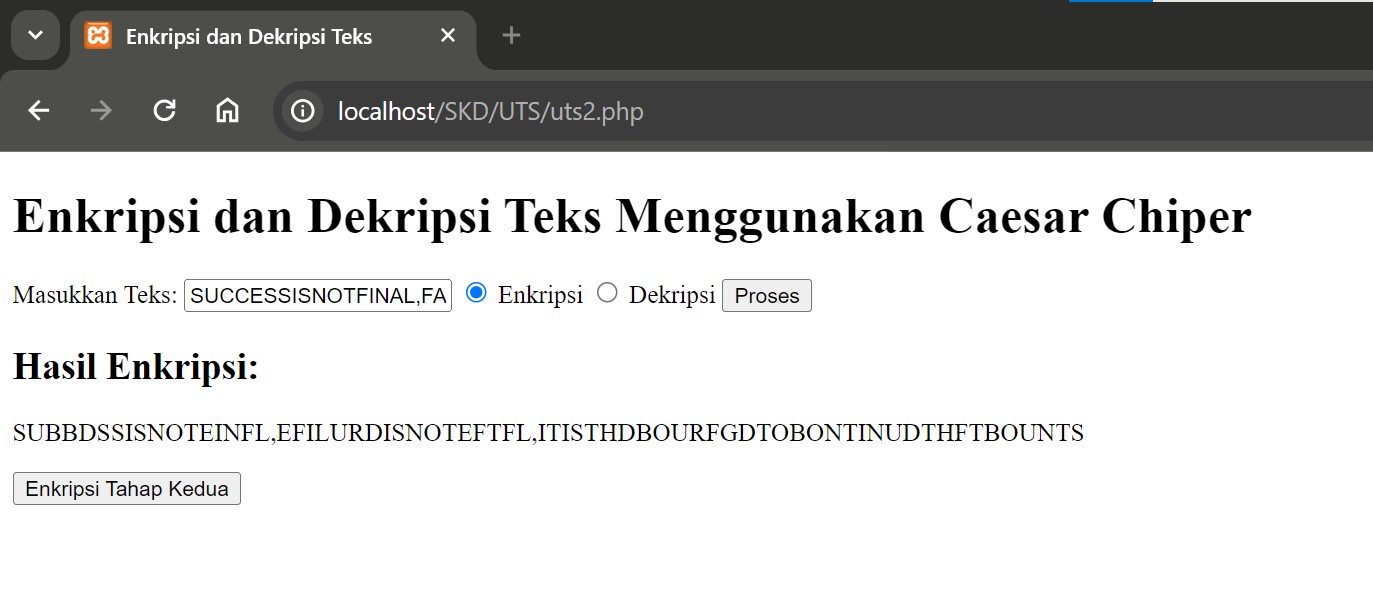 Enkripsi dan Dekripsi Teks
localhost/SKD/UTS/uts2.php
Enkripsi dan Dekripsi Teks Menggunakan Caesar Chiper
Masukkan Teks: SUCCESSISNOTFINAL,FA Enkripsi Dekripsi Proses
Hasil Enkripsi:
SUBBDSSISNOTEINFL,EFILURDISNOTEFTFL,ITISTHDBOURFGDTOBONTINUDTHFTBOUNTS
Enkripsi Tahap Kedua